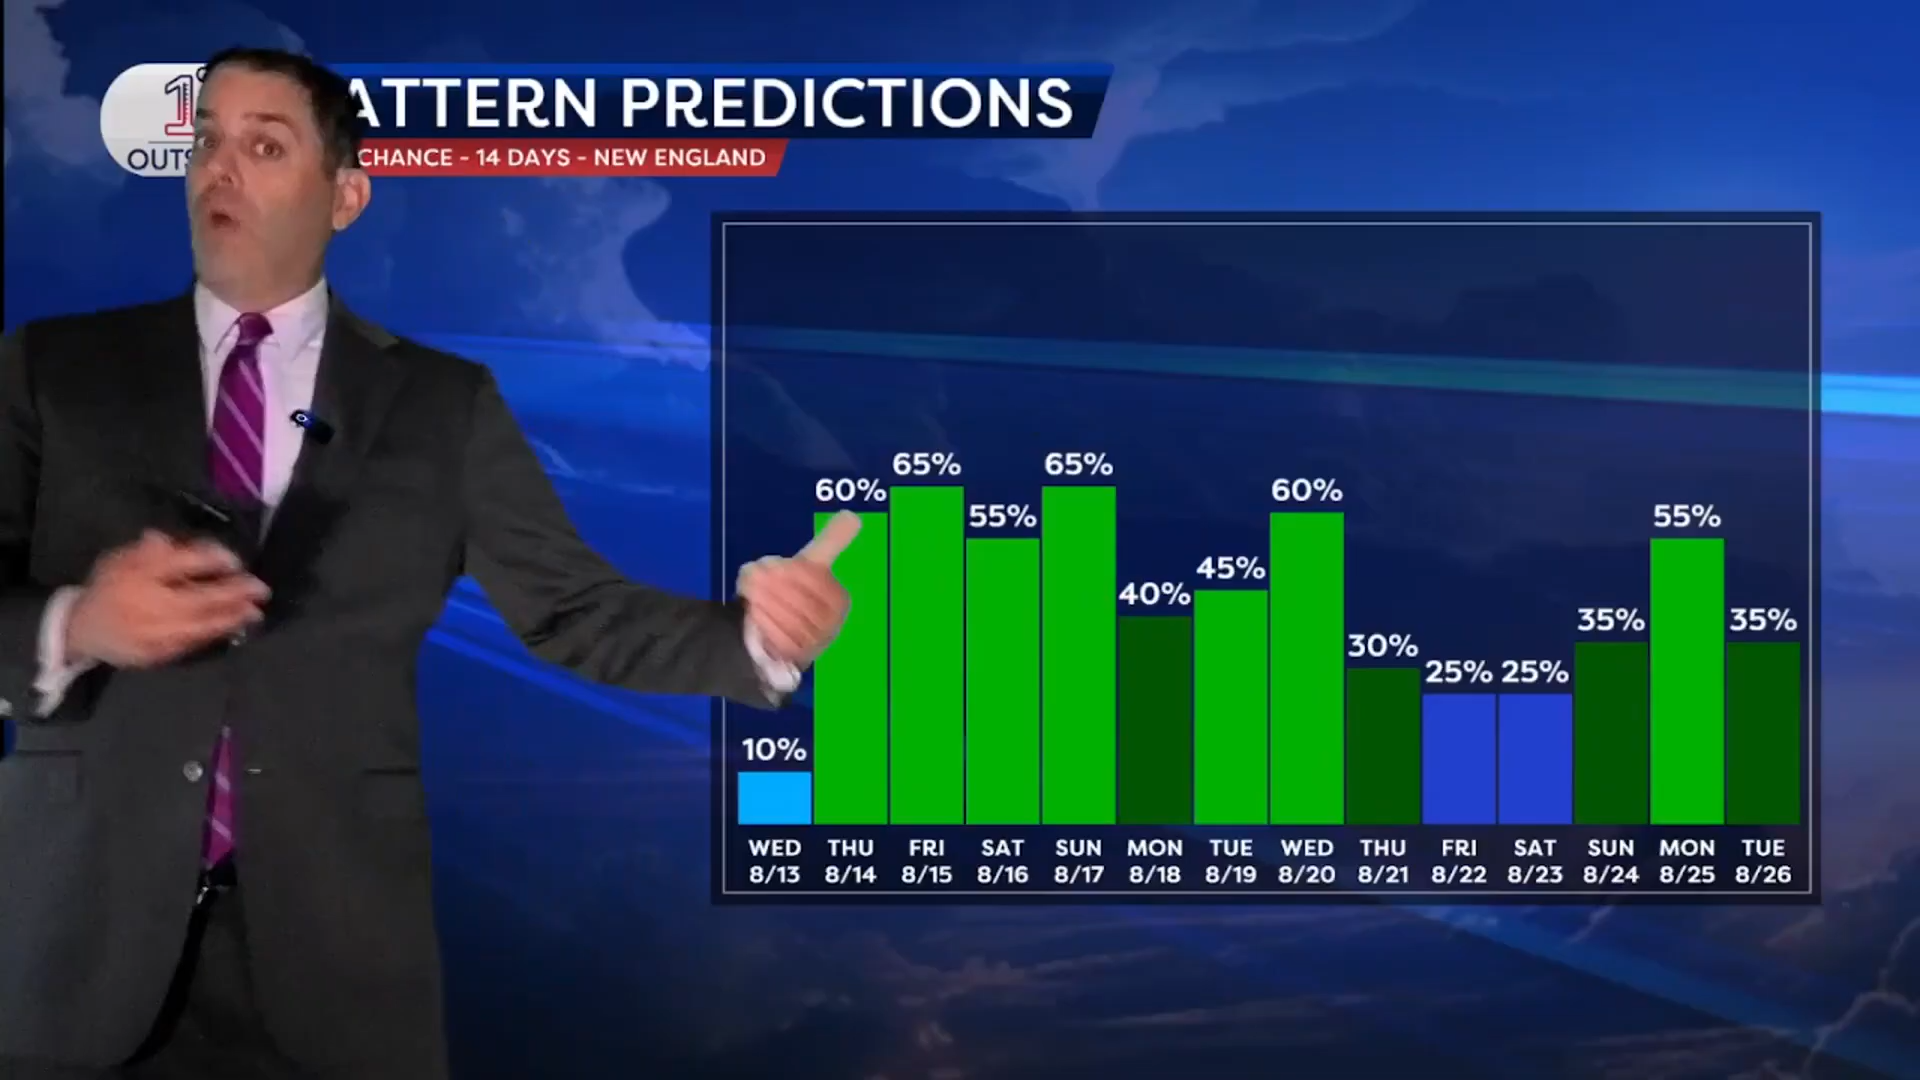 1°
ATTERN PREDICTIONS
OUTS
CHANCE - 14 DAYS - NEW ENGLAND
10% 60% 65% 55% 65% 40% 45% 60% 30% 25% 25% 35% 55% 35%
WED THU FRI SAT SUN MON TUE WED THU FRI SAT SUN MON TUE
8/13 8/14 8/15 8/16 8/17 8/18 8/19 8/20 8/21 8/22 8/23 8/24 8/25 8/26